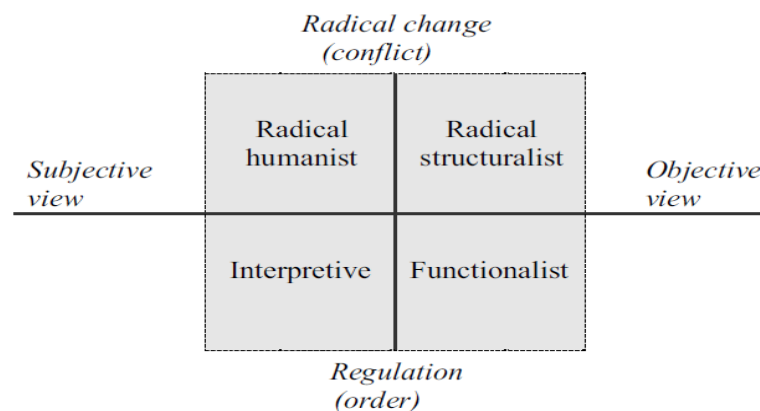 Radical change
(conflict)
Radical
humanist
Radical
structuralist
Subjective
view
Objective
view
Interpretive
Functionalist
Regulation
(order)